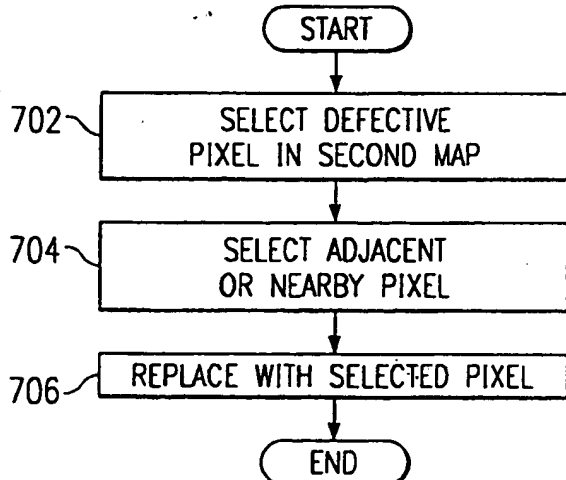 START
702
SELECT DEFECTIVE
PIXEL IN SECOND MAP
704
SELECT ADJACENT
OR NEARBY PIXEL
706
REPLACE WITH SELECTED PIXEL
END